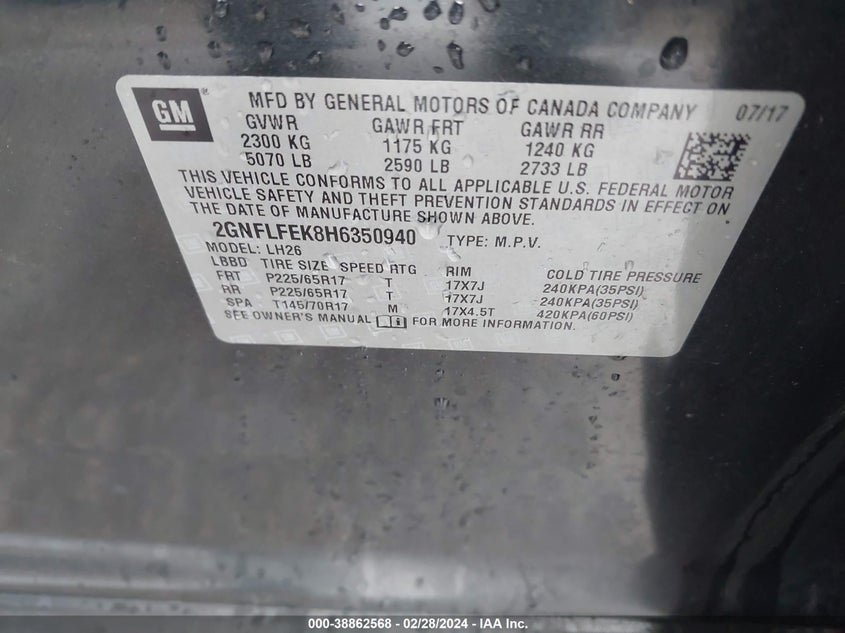 GM ®
MFD BY GENERAL MOTORS OF CANADA COMPANY 07/17
GVWR GAWR FRT GAWR RR
2300 KG 1175 KG 1240 KG
5070 LB 2590 LB 2733 LB
THIS VEHICLE CONFORMS TO ALL APPLICABLE U.S. FEDERAL MOTOR
VEHICLE SAFETY AND THEFT PREVENTION STANDARDS IN EFFECT ON
THE DATE OF MANUFACTURE SHOWN ABOVE.
2GNFLFEK8H6350940 TYPE: M.P.V.
MODEL: LH26
LBBD TIRE SIZE SPEED RTG RIM COLD TIRE PRESSURE
FRT P225/65R17 T 17X7J 240KPA(35PSI)
RR P225/65R17 T 17X7J 240KPA(35PSI)
SPA T145/70R17 M 17X4.5T 420KPA(60PSI)
SEE OWNER'S MANUAL FOR MORE INFORMATION.
000-38862568 - 02/28/2024 - IAA Inc.